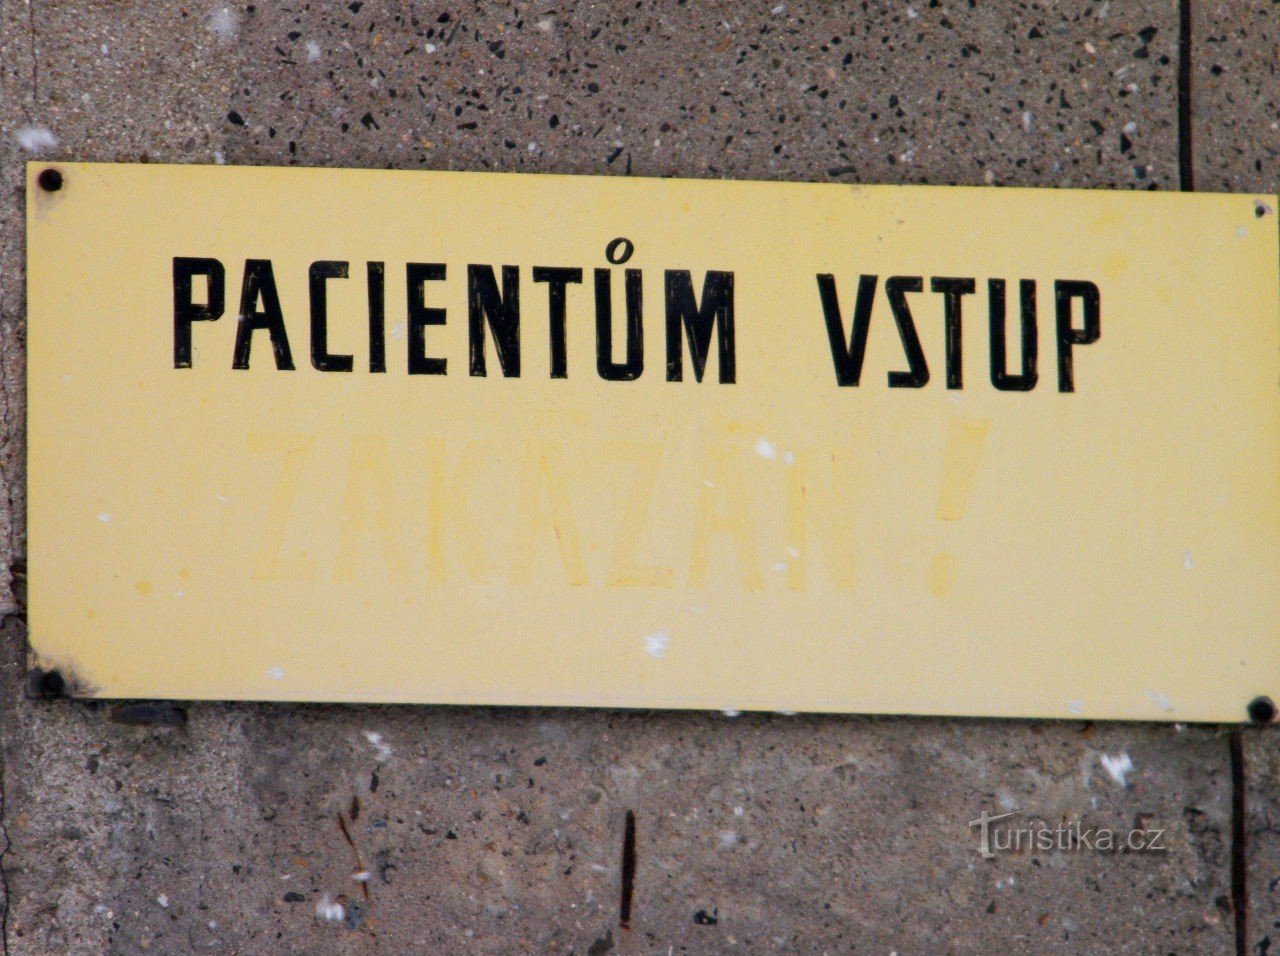 PACIENTŮM VSTUP
ZAKÁZÁN!
Turistika.cz